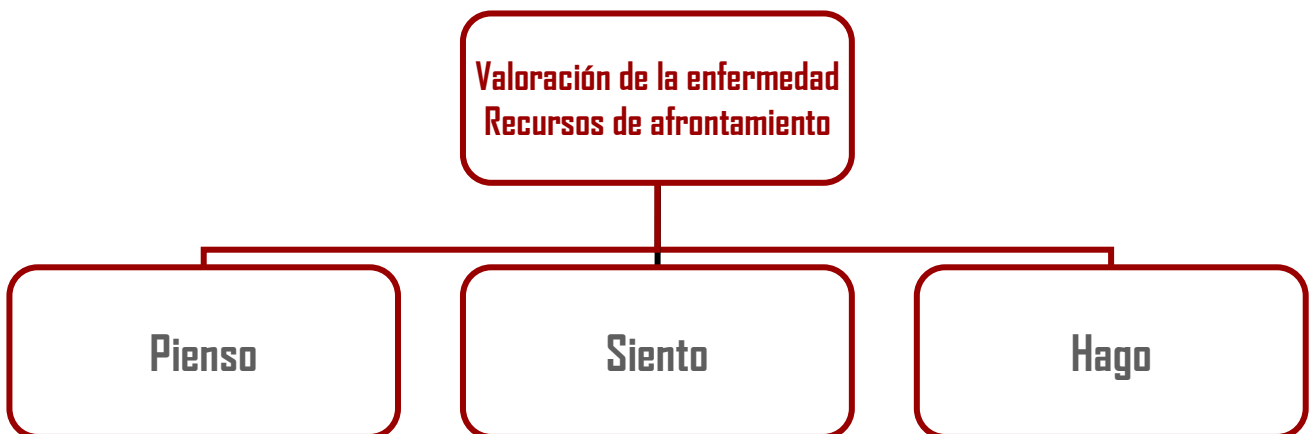 Valoración de la enfermedad
Recursos de afrontamiento
Pienso
Siento
Hago